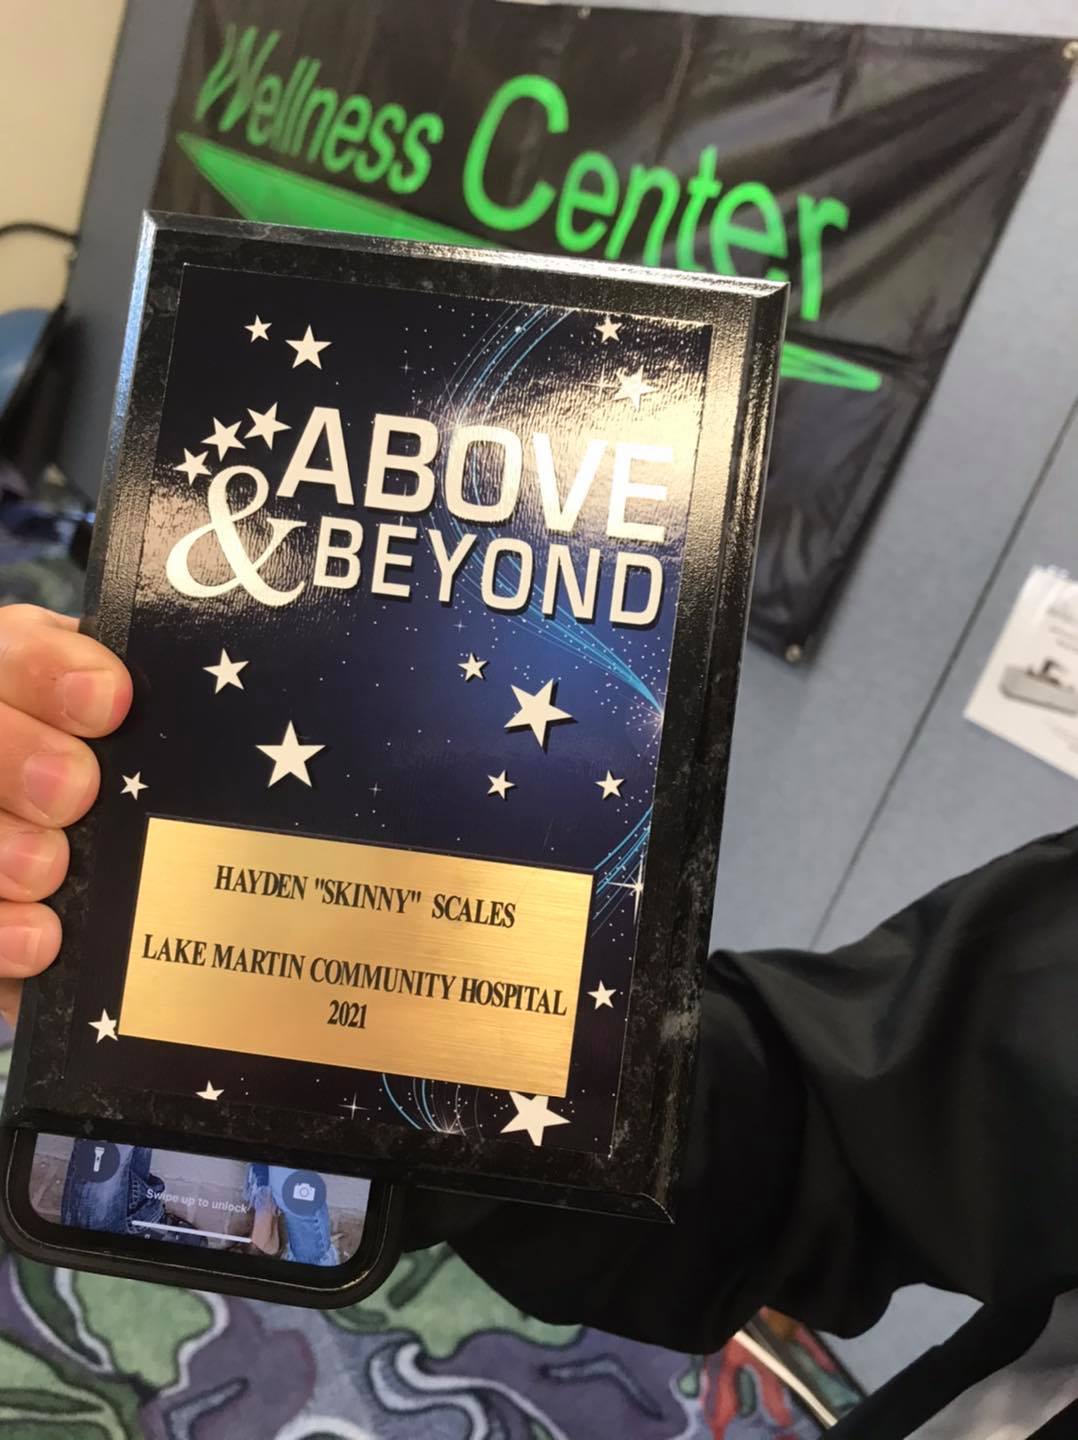 Wellness Center
ABOVE
& BEYOND
HAYDEN "SKINNY" SCALES
LAKE MARTIN COMMUNITY HOSPITAL
2021
Swipe up to unlock